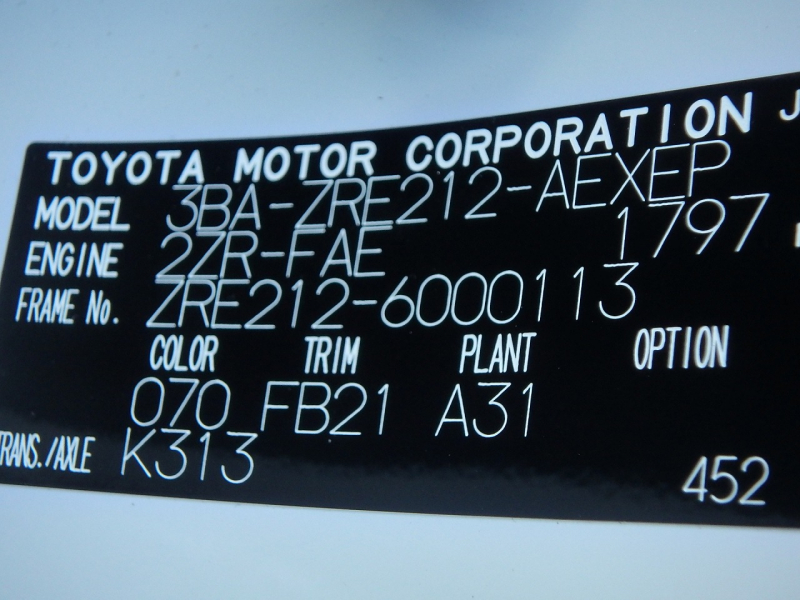 TOYOTA MOTOR CORPORATION J
MODEL 3BA-ZRE212-AEXEP
ENGINE 2ZR-FAE 1797
FRAME No. ZRE212-6000113
COLOR TRIM PLANT OPTION
070 FB21 A31
TRANS./AXLE K313
452